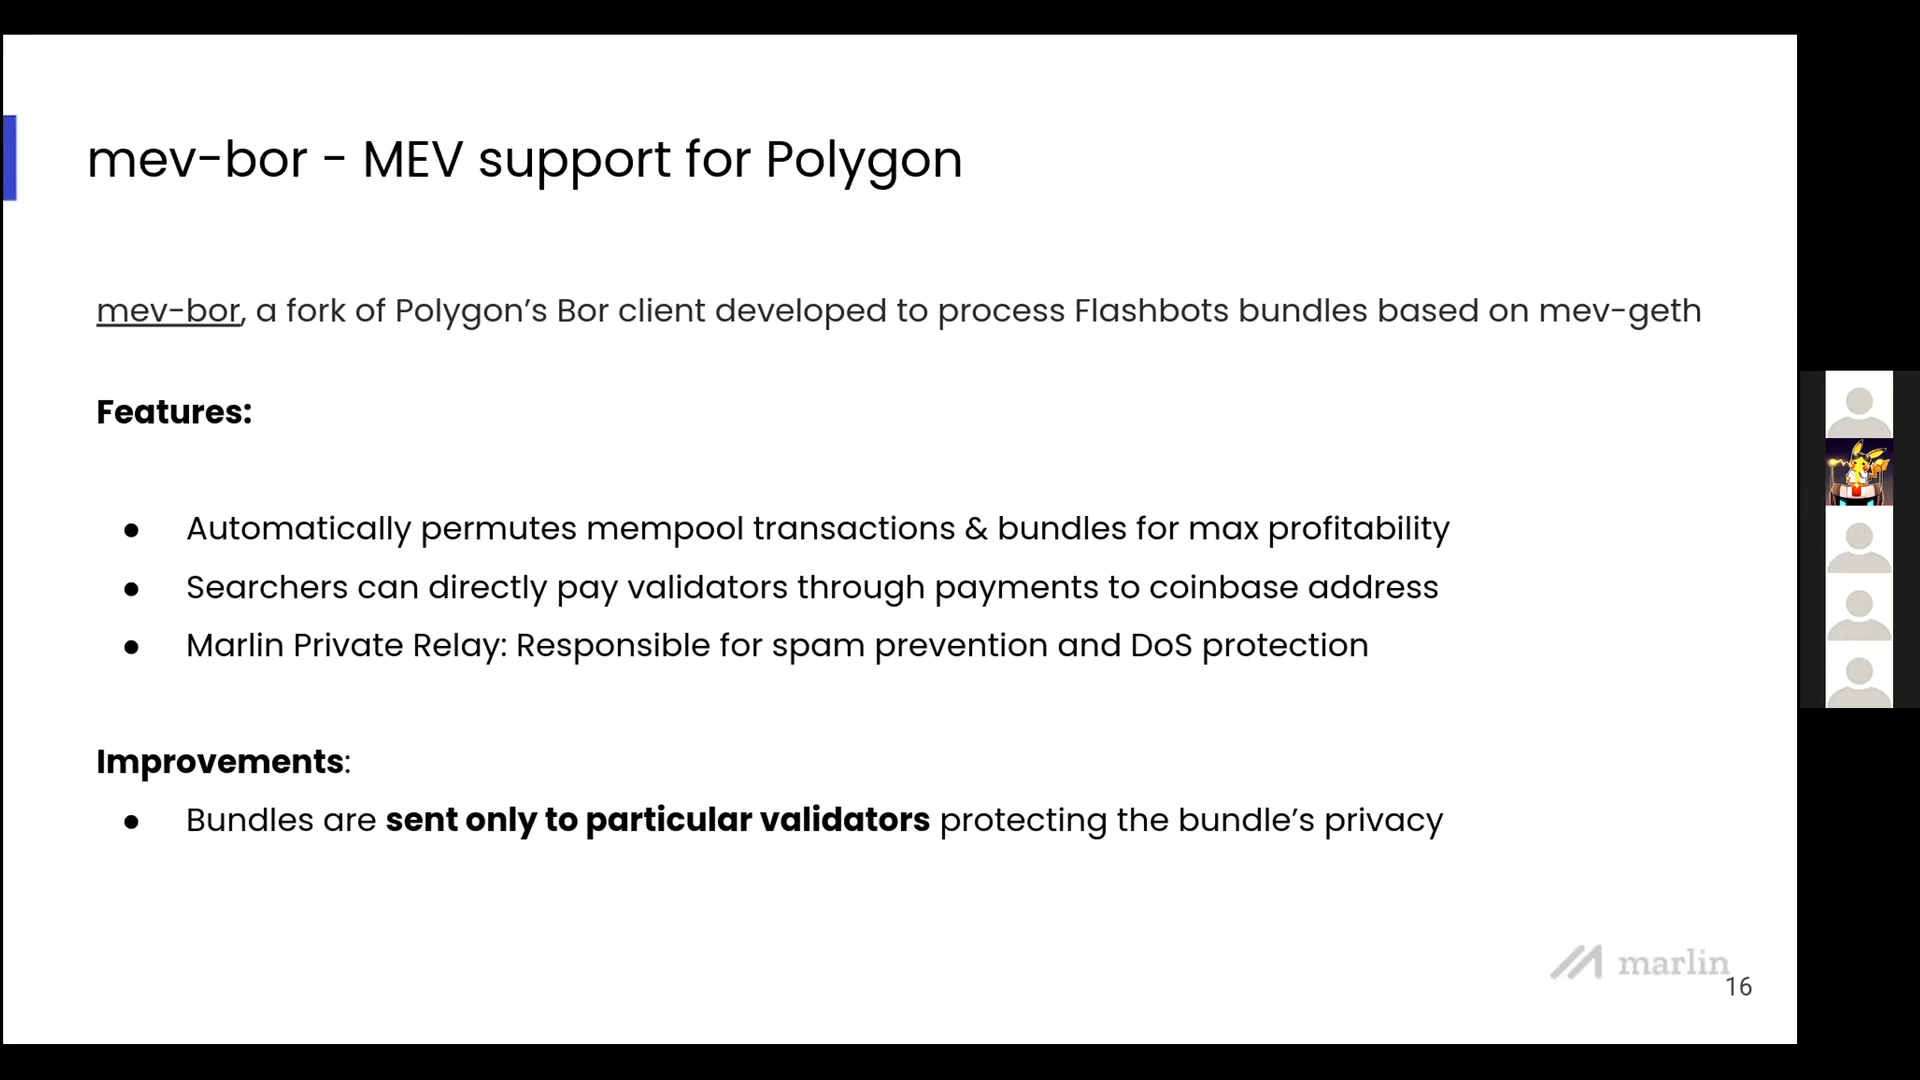 mev-bor - MEV support for Polygon
mev-bor, a fork of Polygon’s Bor client developed to process Flashbots bundles based on mev-geth
Features:
● Automatically permutes mempool transactions & bundles for max profitability
● Searchers can directly pay validators through payments to coinbase address
● Marlin Private Relay: Responsible for spam prevention and DoS protection
Improvements:
● Bundles are sent only to particular validators protecting the bundle’s privacy
marlin
16